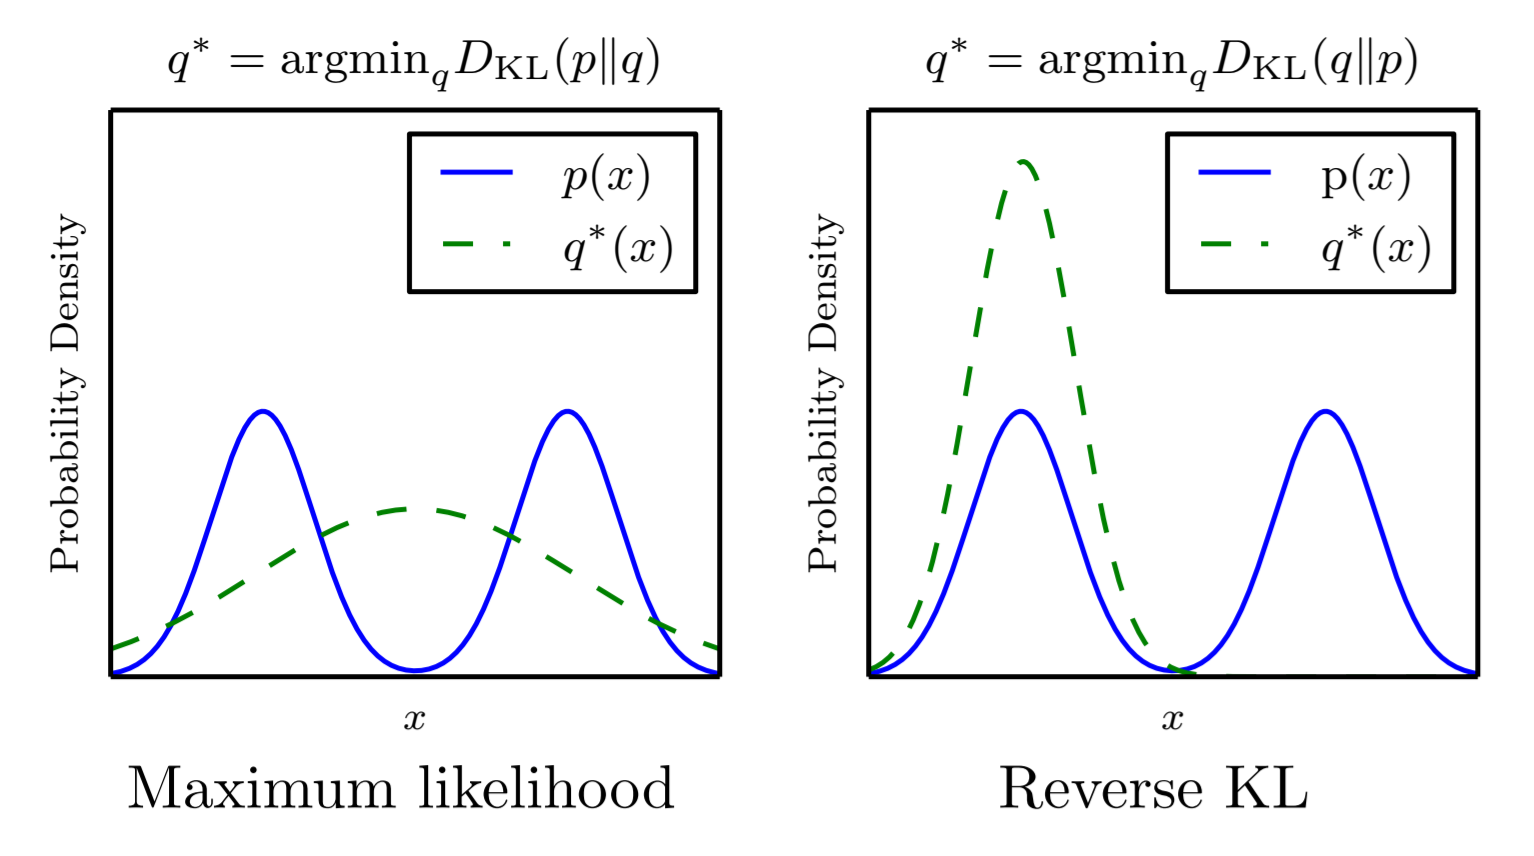 q* = argmin_q D_KL(p‖q)
Probability Density
p(x)
q*(x)
x
Maximum likelihood
q* = argmin_q D_KL(q‖p)
Probability Density
p(x)
q*(x)
x
Reverse KL